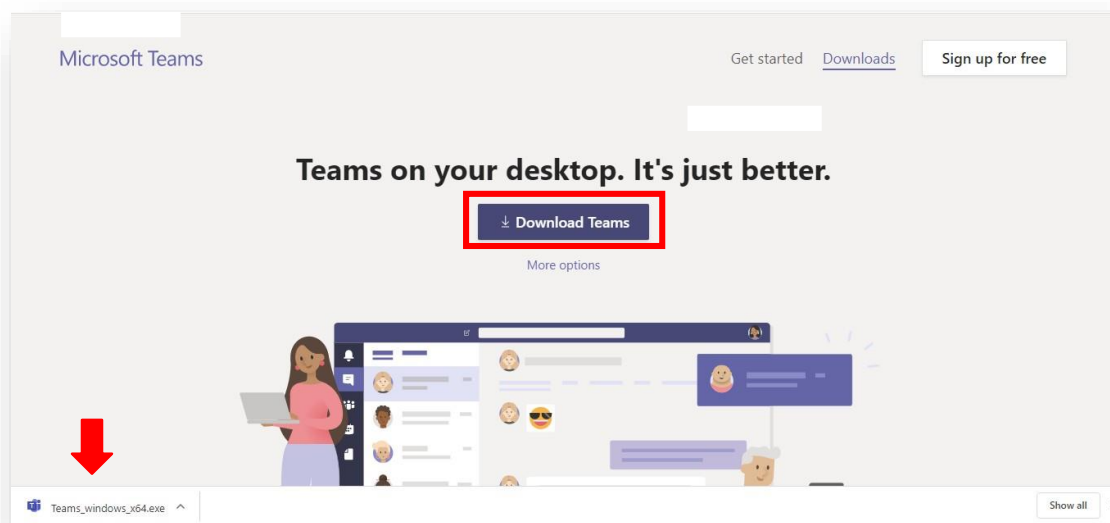 Microsoft Teams
Get started Downloads Sign up for free
Teams on your desktop. It's just better.
Download Teams
More options
Teams_windows_x64.exe
Show all